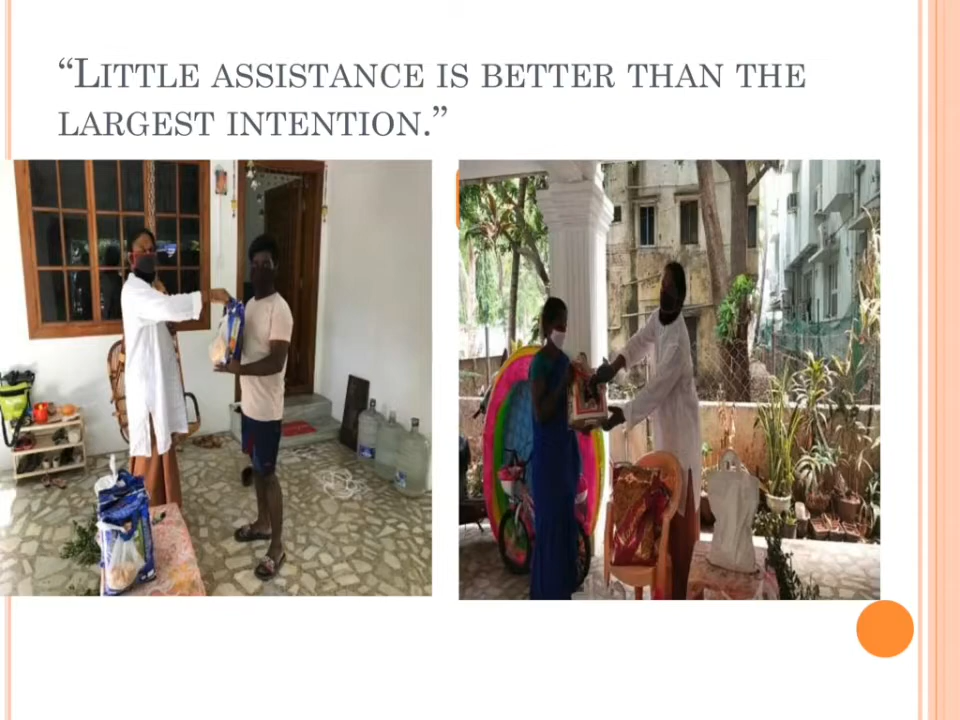 “Little assistance is better than the
largest intention.”